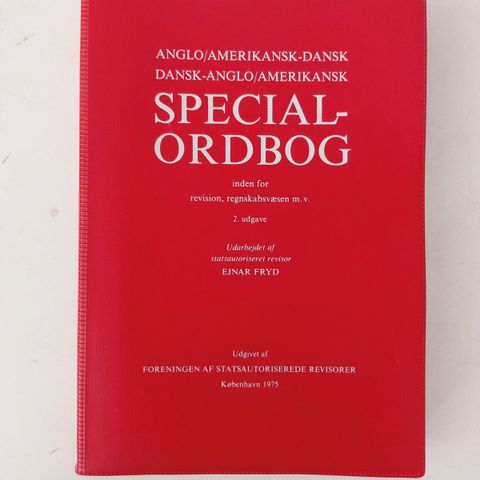 ANGLO/AMERIKANSK-DANSK
DANSK-ANGLO/AMERIKANSK
SPECIAL-
ORDBOG
inden for
revision, regnskabsvæsen m. v.
2. udgave
Udarbejdet af
statsautoriseret revisor
EJNAR FRYD
Udgivet af
FORENINGEN AF STATSAUTORISEREDE REVISORER
København 1975